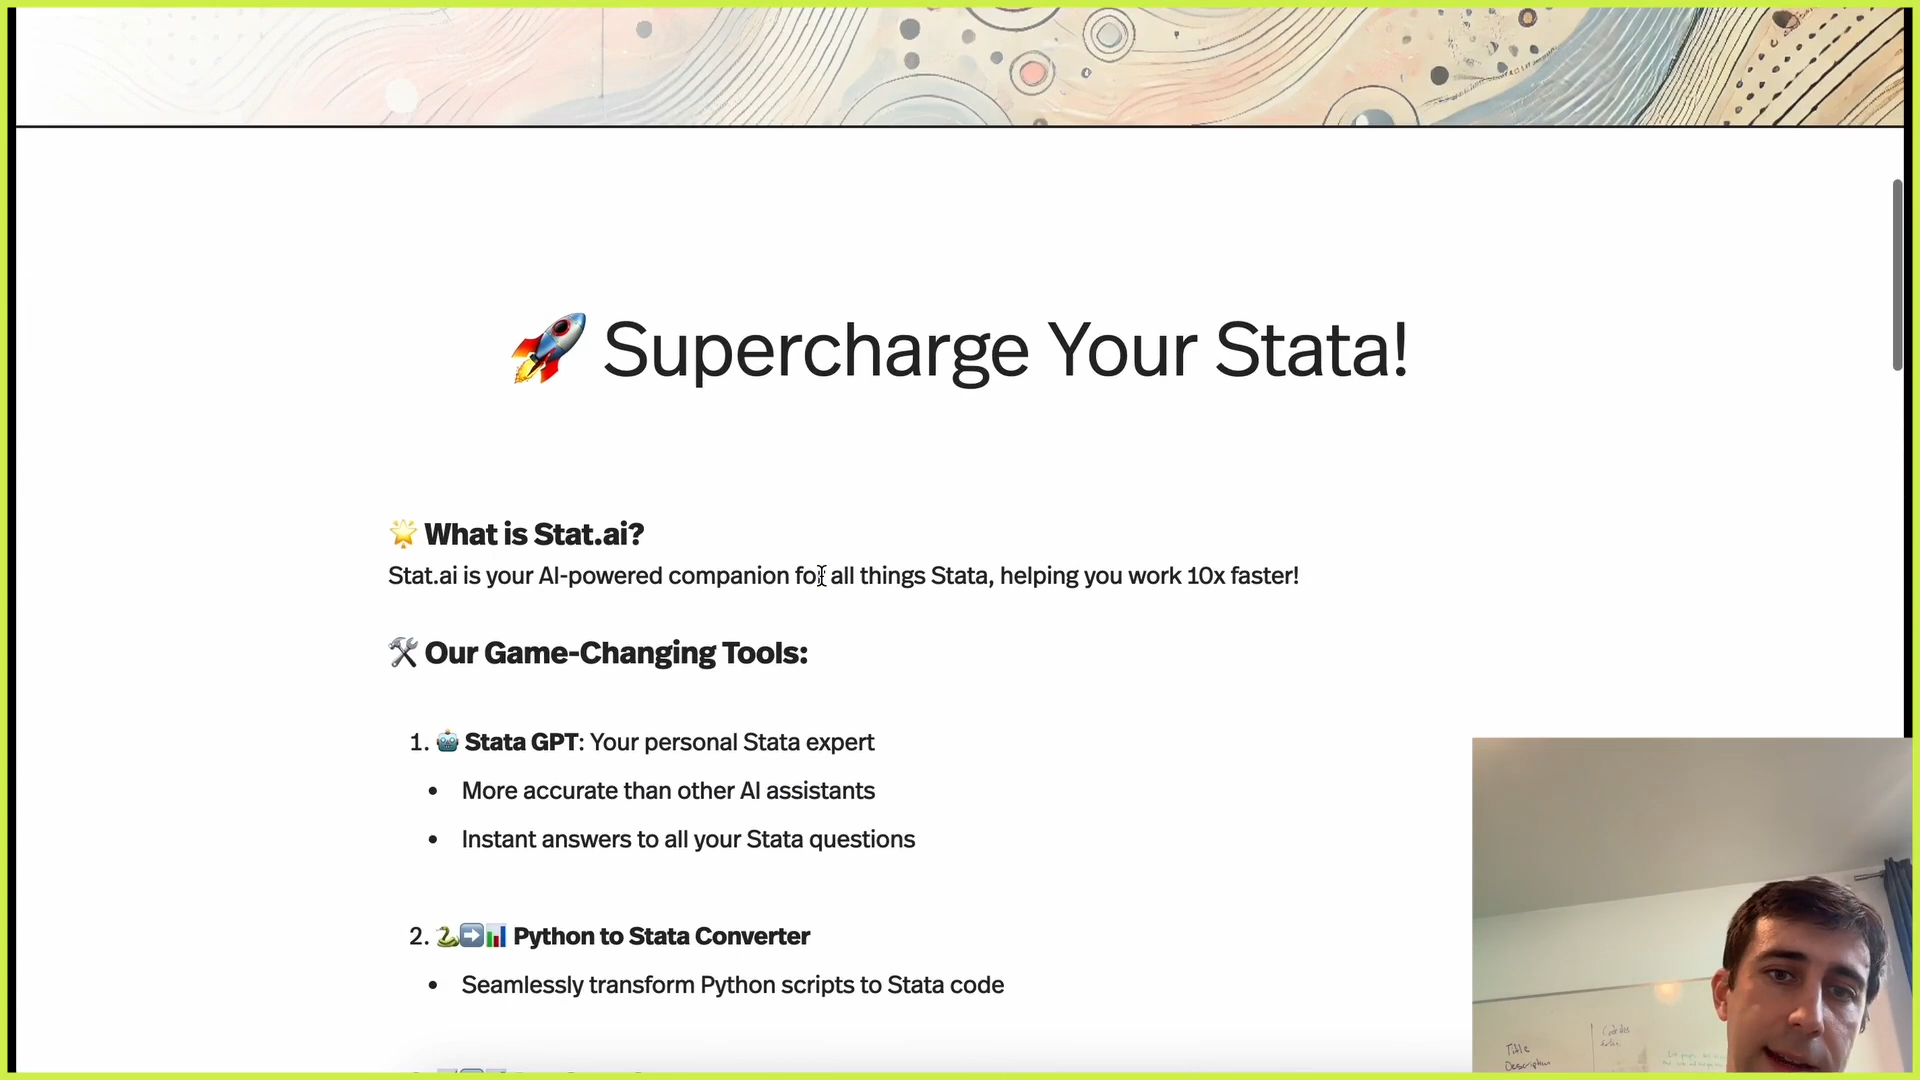 🚀 Supercharge Your Stata!
🌟 What is Stat.ai?
Stat.ai is your AI-powered companion for all things Stata, helping you work 10x faster!
🛠️ Our Game-Changing Tools:
1. 🤖 Stata GPT: Your personal Stata expert
• More accurate than other AI assistants
• Instant answers to all your Stata questions
2. 🐍➡️📊 Python to Stata Converter
• Seamlessly transform Python scripts to Stata code
Title
Description